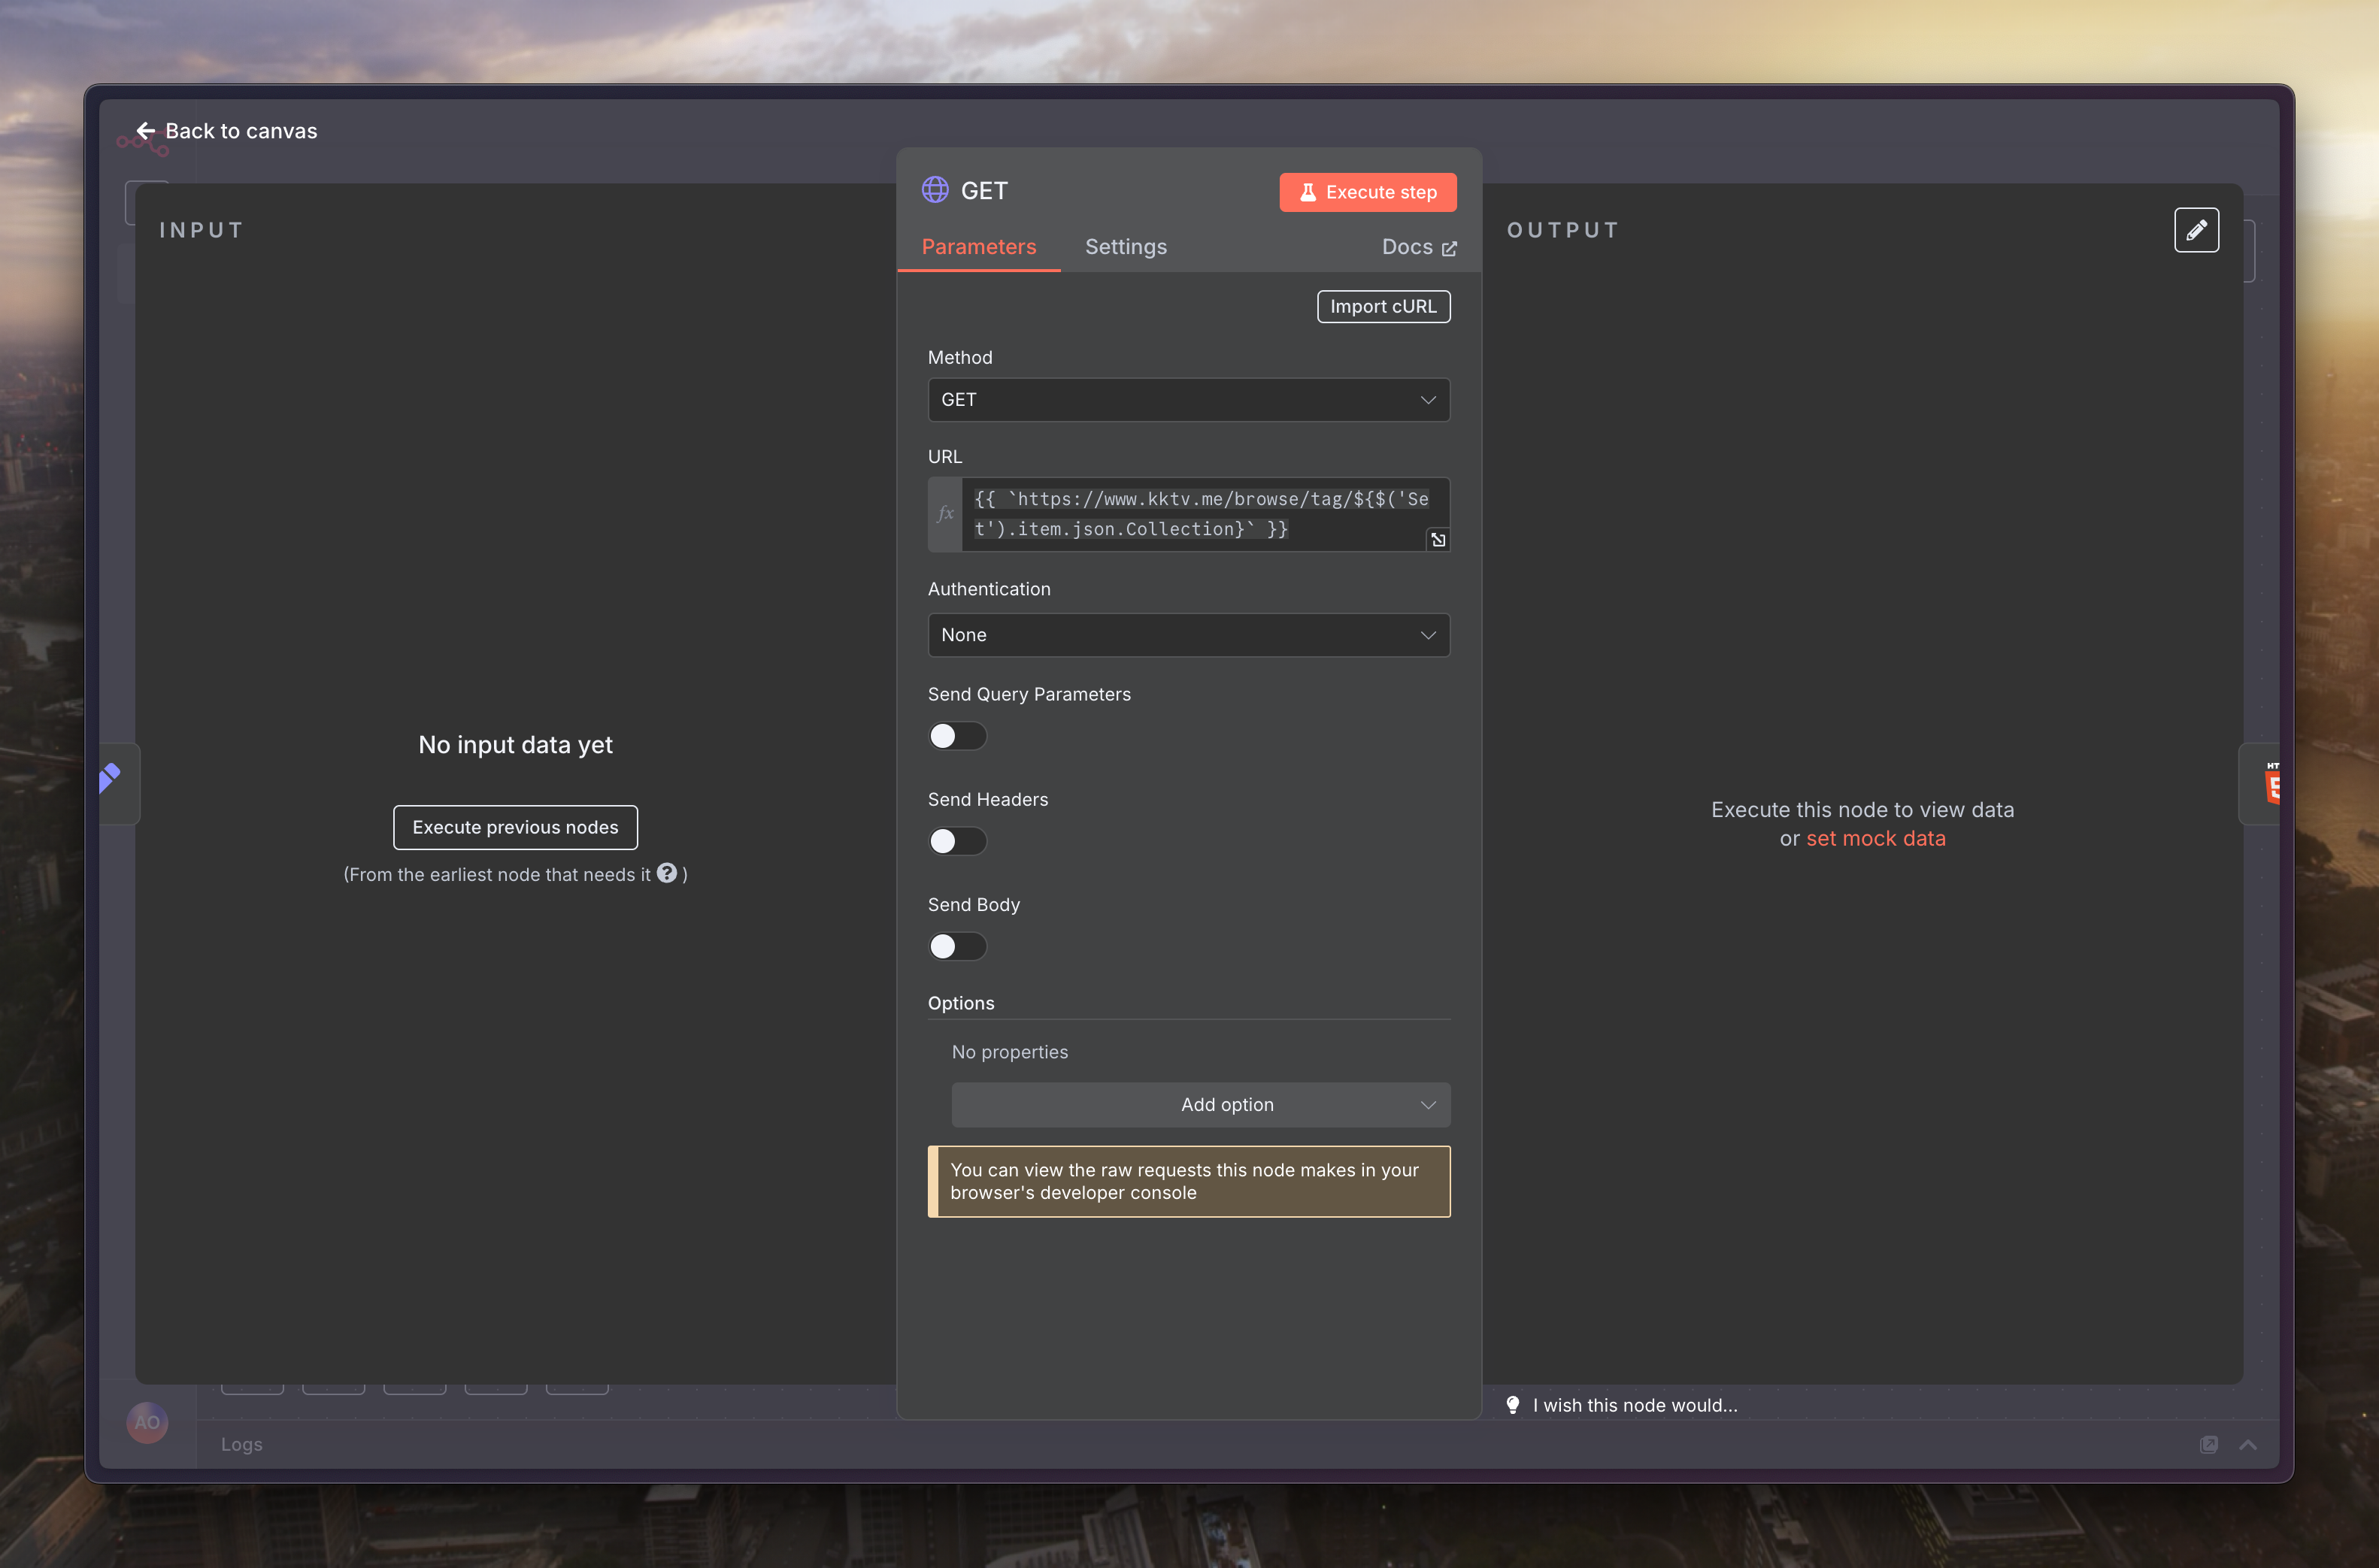 Back to canvas
INPUT
No input data yet
Execute previous nodes
(From the earliest node that needs it ? )
GET
Execute step
Parameters
Settings
Docs
Import cURL
Method
GET
URL
fx
{{ `https://www.kktv.me/browse/tag/${$('Se
t').item.json.Collection}` }}
Authentication
None
Send Query Parameters
Send Headers
Send Body
Options
No properties
Add option
You can view the raw requests this node makes in your
browser's developer console
OUTPUT
Execute this node to view data
or set mock data
HT
5
I wish this node would...
AO
Logs